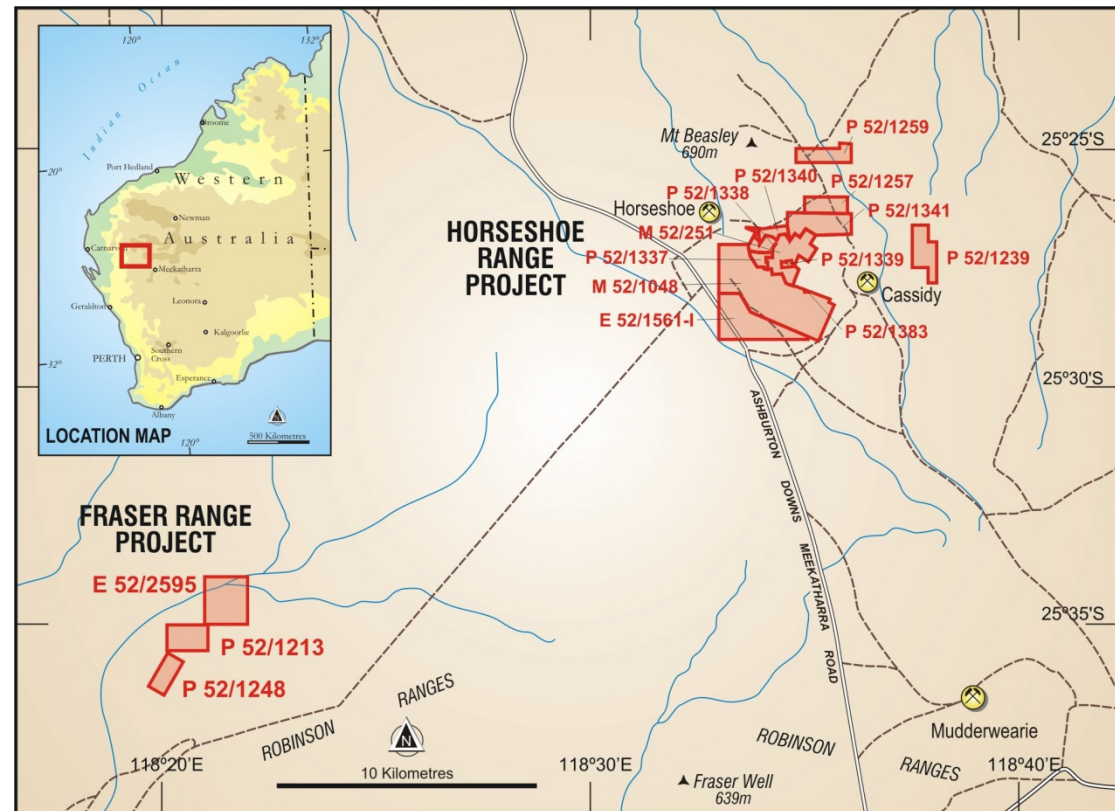 120°
132°
Indian Ocean
Broome
Port Hedland
20°
Western
Newman
Australia
Carnarvon
Meekatharra
Geraldton
Leonora
Kalgoorlie
PERTH
Southern
Cross
32°
Esperance
Albany
LOCATION MAP
120°
N
500 Kilometres
Mt Beasley
690m
P 52/1259
25°25'S
P 52/1340
P 52/1338
P 52/1257
Horseshoe
P 52/1341
HORSESHOE
RANGE
PROJECT
M 52/251
P 52/1337
P 52/1339
P 52/1239
M 52/1048
Cassidy
E 52/1561-I
P 52/1383
25°30'S
ASHBURTON DOWNS MEEKATHARRA ROAD
FRASER RANGE
PROJECT
E 52/2595
25°35'S
P 52/1213
P 52/1248
ROBINSON RANGES
N
10 Kilometres
Mudderwearie
ROBINSON RANGES
118°20'E
118°30'E
118°40'E
Fraser Well
639m